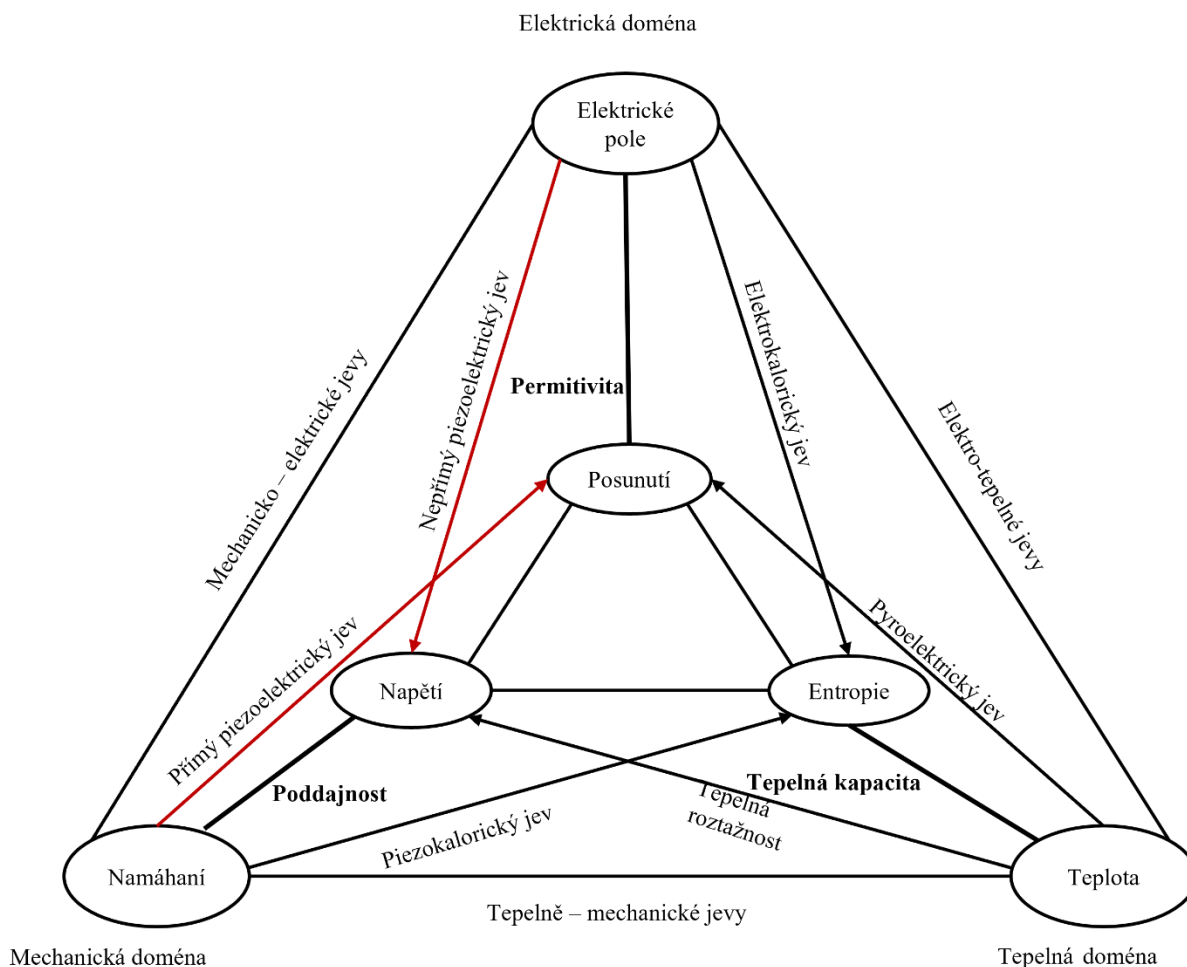 Elektrická doména
Elektrické
pole
Mechanicko – elektrické jevy
Nepřímý piezoelektrický jev
Elektrokalorický jev
Elektro-tepelné jevy
Permitivita
Posunutí
Přímý piezoelektrický jev
Pyroelektrický jev
Napětí
Entropie
Poddajnost
Tepelná kapacita
Piezokalorický jev
Tepelná
roztažnost
Namáhaní
Teplota
Tepelně – mechanické jevy
Mechanická doména
Tepelná doména